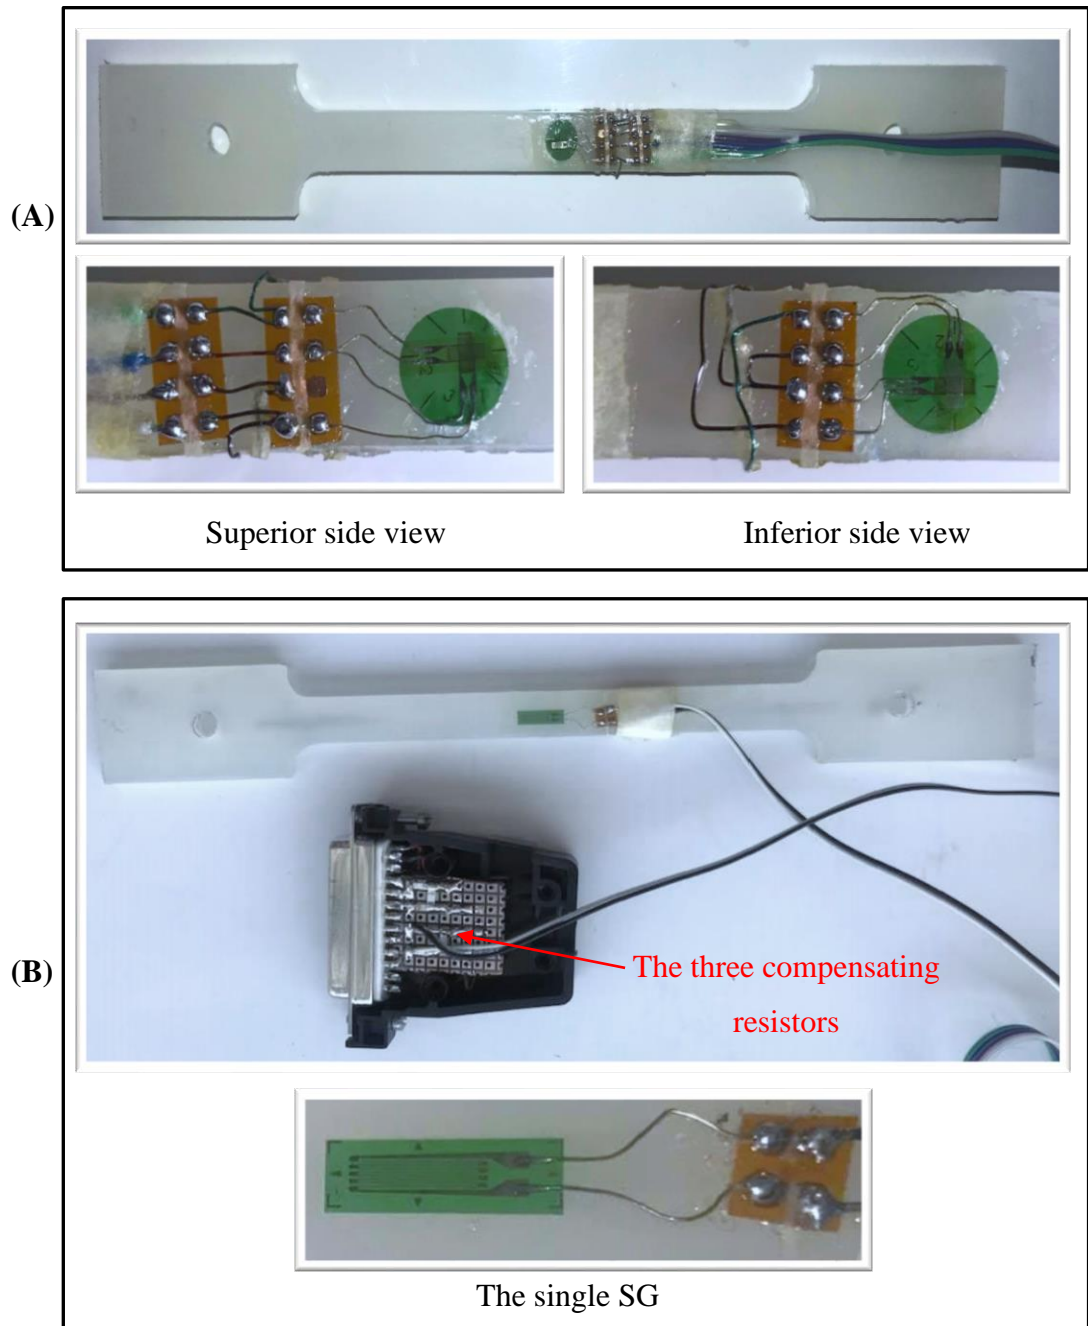 (A)
Superior side view
Inferior side view
(B)
The three compensating
resistors
The single SG